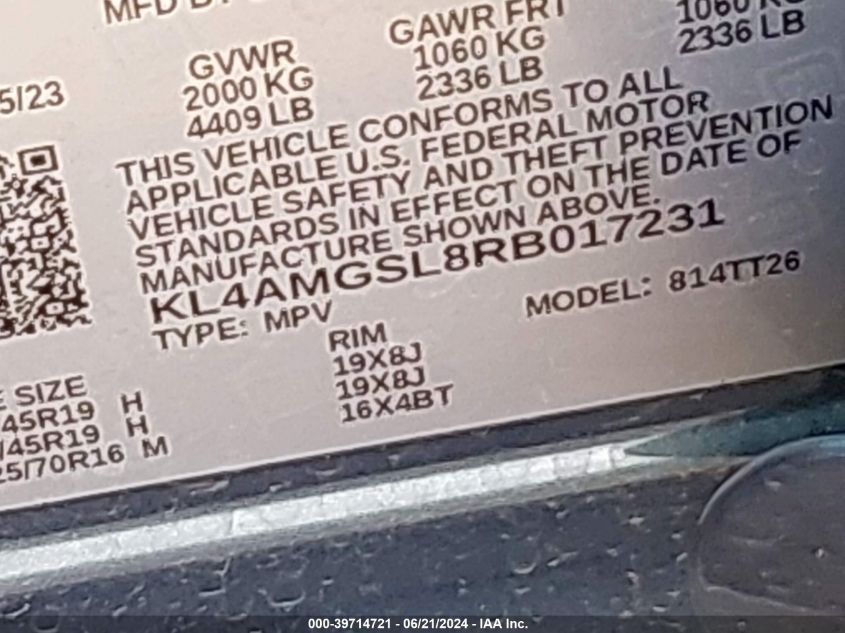 MFD BY
GVWR
2000 KG
4409 LB
GAWR FRT
1060 KG
2336 LB
1060 KG
2336 LB
5/23
THIS VEHICLE CONFORMS TO ALL
APPLICABLE U.S. FEDERAL MOTOR
VEHICLE SAFETY AND THEFT PREVENTION
STANDARDS IN EFFECT ON THE DATE OF
MANUFACTURE SHOWN ABOVE.
KL4AMGSL8RB017231
TYPE: MPV
MODEL: 814TT26
RIM
19X8J
19X8J
16X4BT
E SIZE
/45R19 H
/45R19 H
25/70R16 M
000-39714721 - 06/21/2024 - IAA Inc.